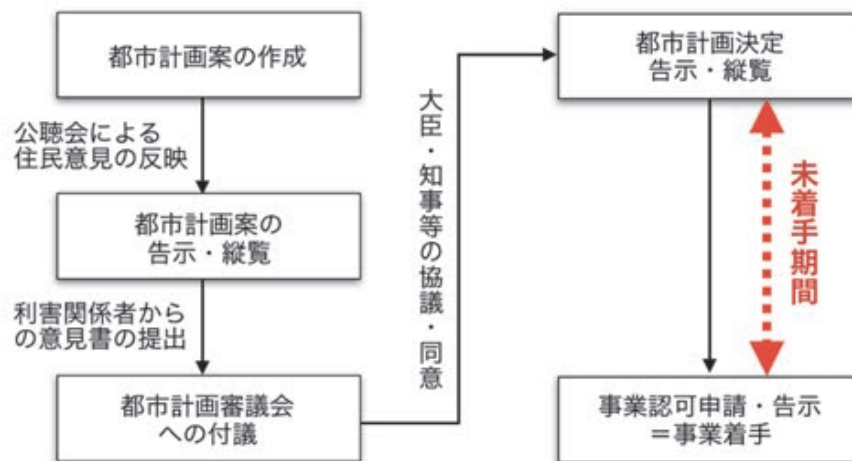 都市計画案の作成
公聴会による
住民意見の反映
都市計画案の
告示・縦覧
利害関係者から
の意見書の提出
都市計画審議会
への付議
大臣・知事等の協議・同意
都市計画決定
告示・縦覧
未着手期間
事業認可申請・告示
＝事業着手